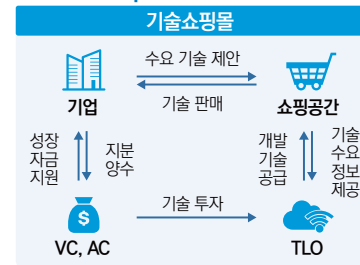 기술쇼핑몰
수요 기술 제안
기술 판매
기업
쇼핑공간
성장
자금
지원
지분
양수
개발
기술
공급
기술
수요
정보
제공
기술 투자
$
VC, AC
TLO